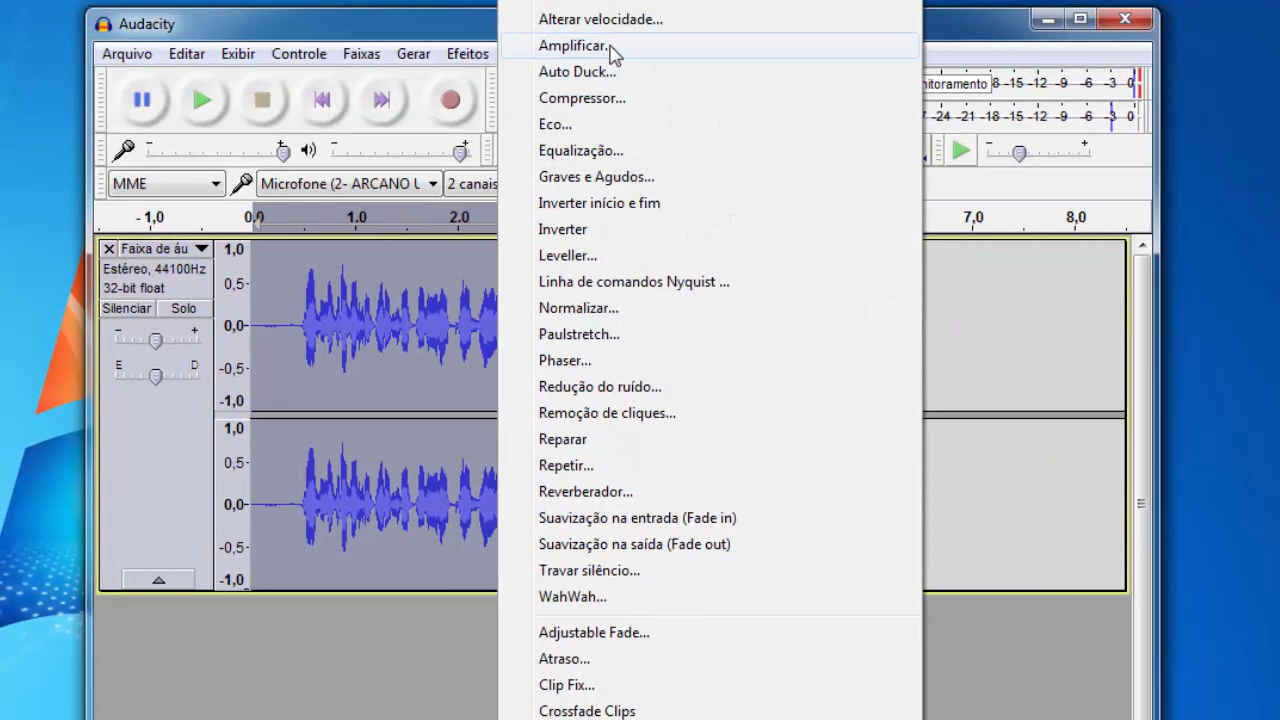 Audacity
Arquivo Editar Exibir Controle Faixas Gerar Efeitos
Alterar velocidade...
Amplificar...
Auto Duck...
Compressor...
Eco...
Equalização...
Graves e Agudos...
Inverter início e fim
Inverter
Leveller...
Linha de comandos Nyquist ...
Normalizar...
Paulstretch...
Phaser...
Redução do ruído...
Remoção de cliques...
Reparar
Repetir...
Reverberador...
Suavização na entrada (Fade in)
Suavização na saída (Fade out)
Travar silêncio...
WahWah...
Adjustable Fade...
Atraso...
Clip Fix...
Crossfade Clips
nitoramento -18 -15 -12 -9 -6 -3 0
-24 -21 -18 -15 -12 -9 -6 -3 0
- + - +
- +
MME Microfone (2- ARCANO 2 canais
- 1,0 0,0 1,0 2,0 7,0 8,0
X Faixa de áu
Estéreo, 44100Hz
32-bit float
Silenciar Solo
- +
E D
1,0
0,5-
0,0-
-0,5-
-1,0
1,0
0,5-
0,0-
-0,5-
-1,0